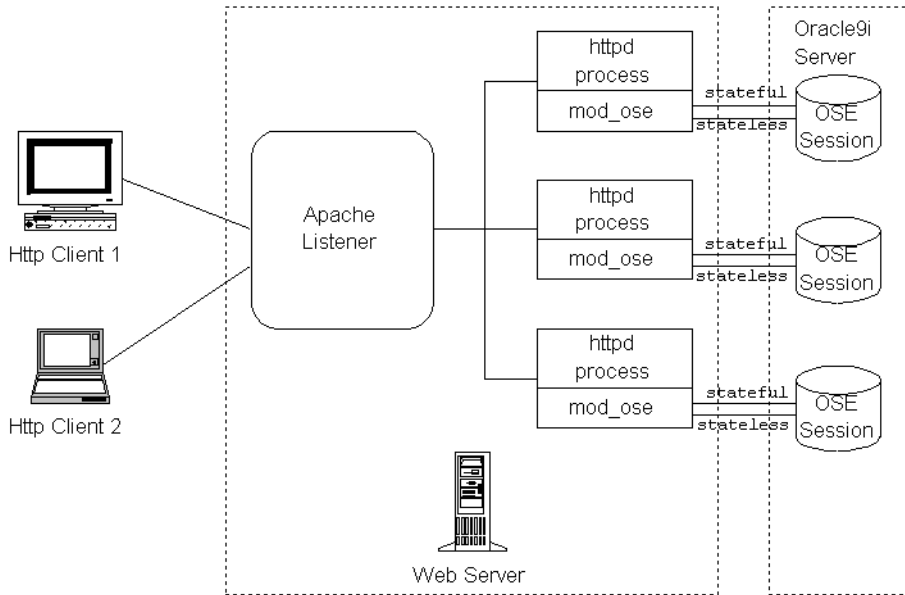 Oracle9i
Server
httpd
process
mod_ose
stateful
stateless
OSE
Session
Http Client 1
Apache
Listener
httpd
process
mod_ose
stateful
stateless
OSE
Session
Http Client 2
httpd
process
mod_ose
stateful
stateless
OSE
Session
Web Server